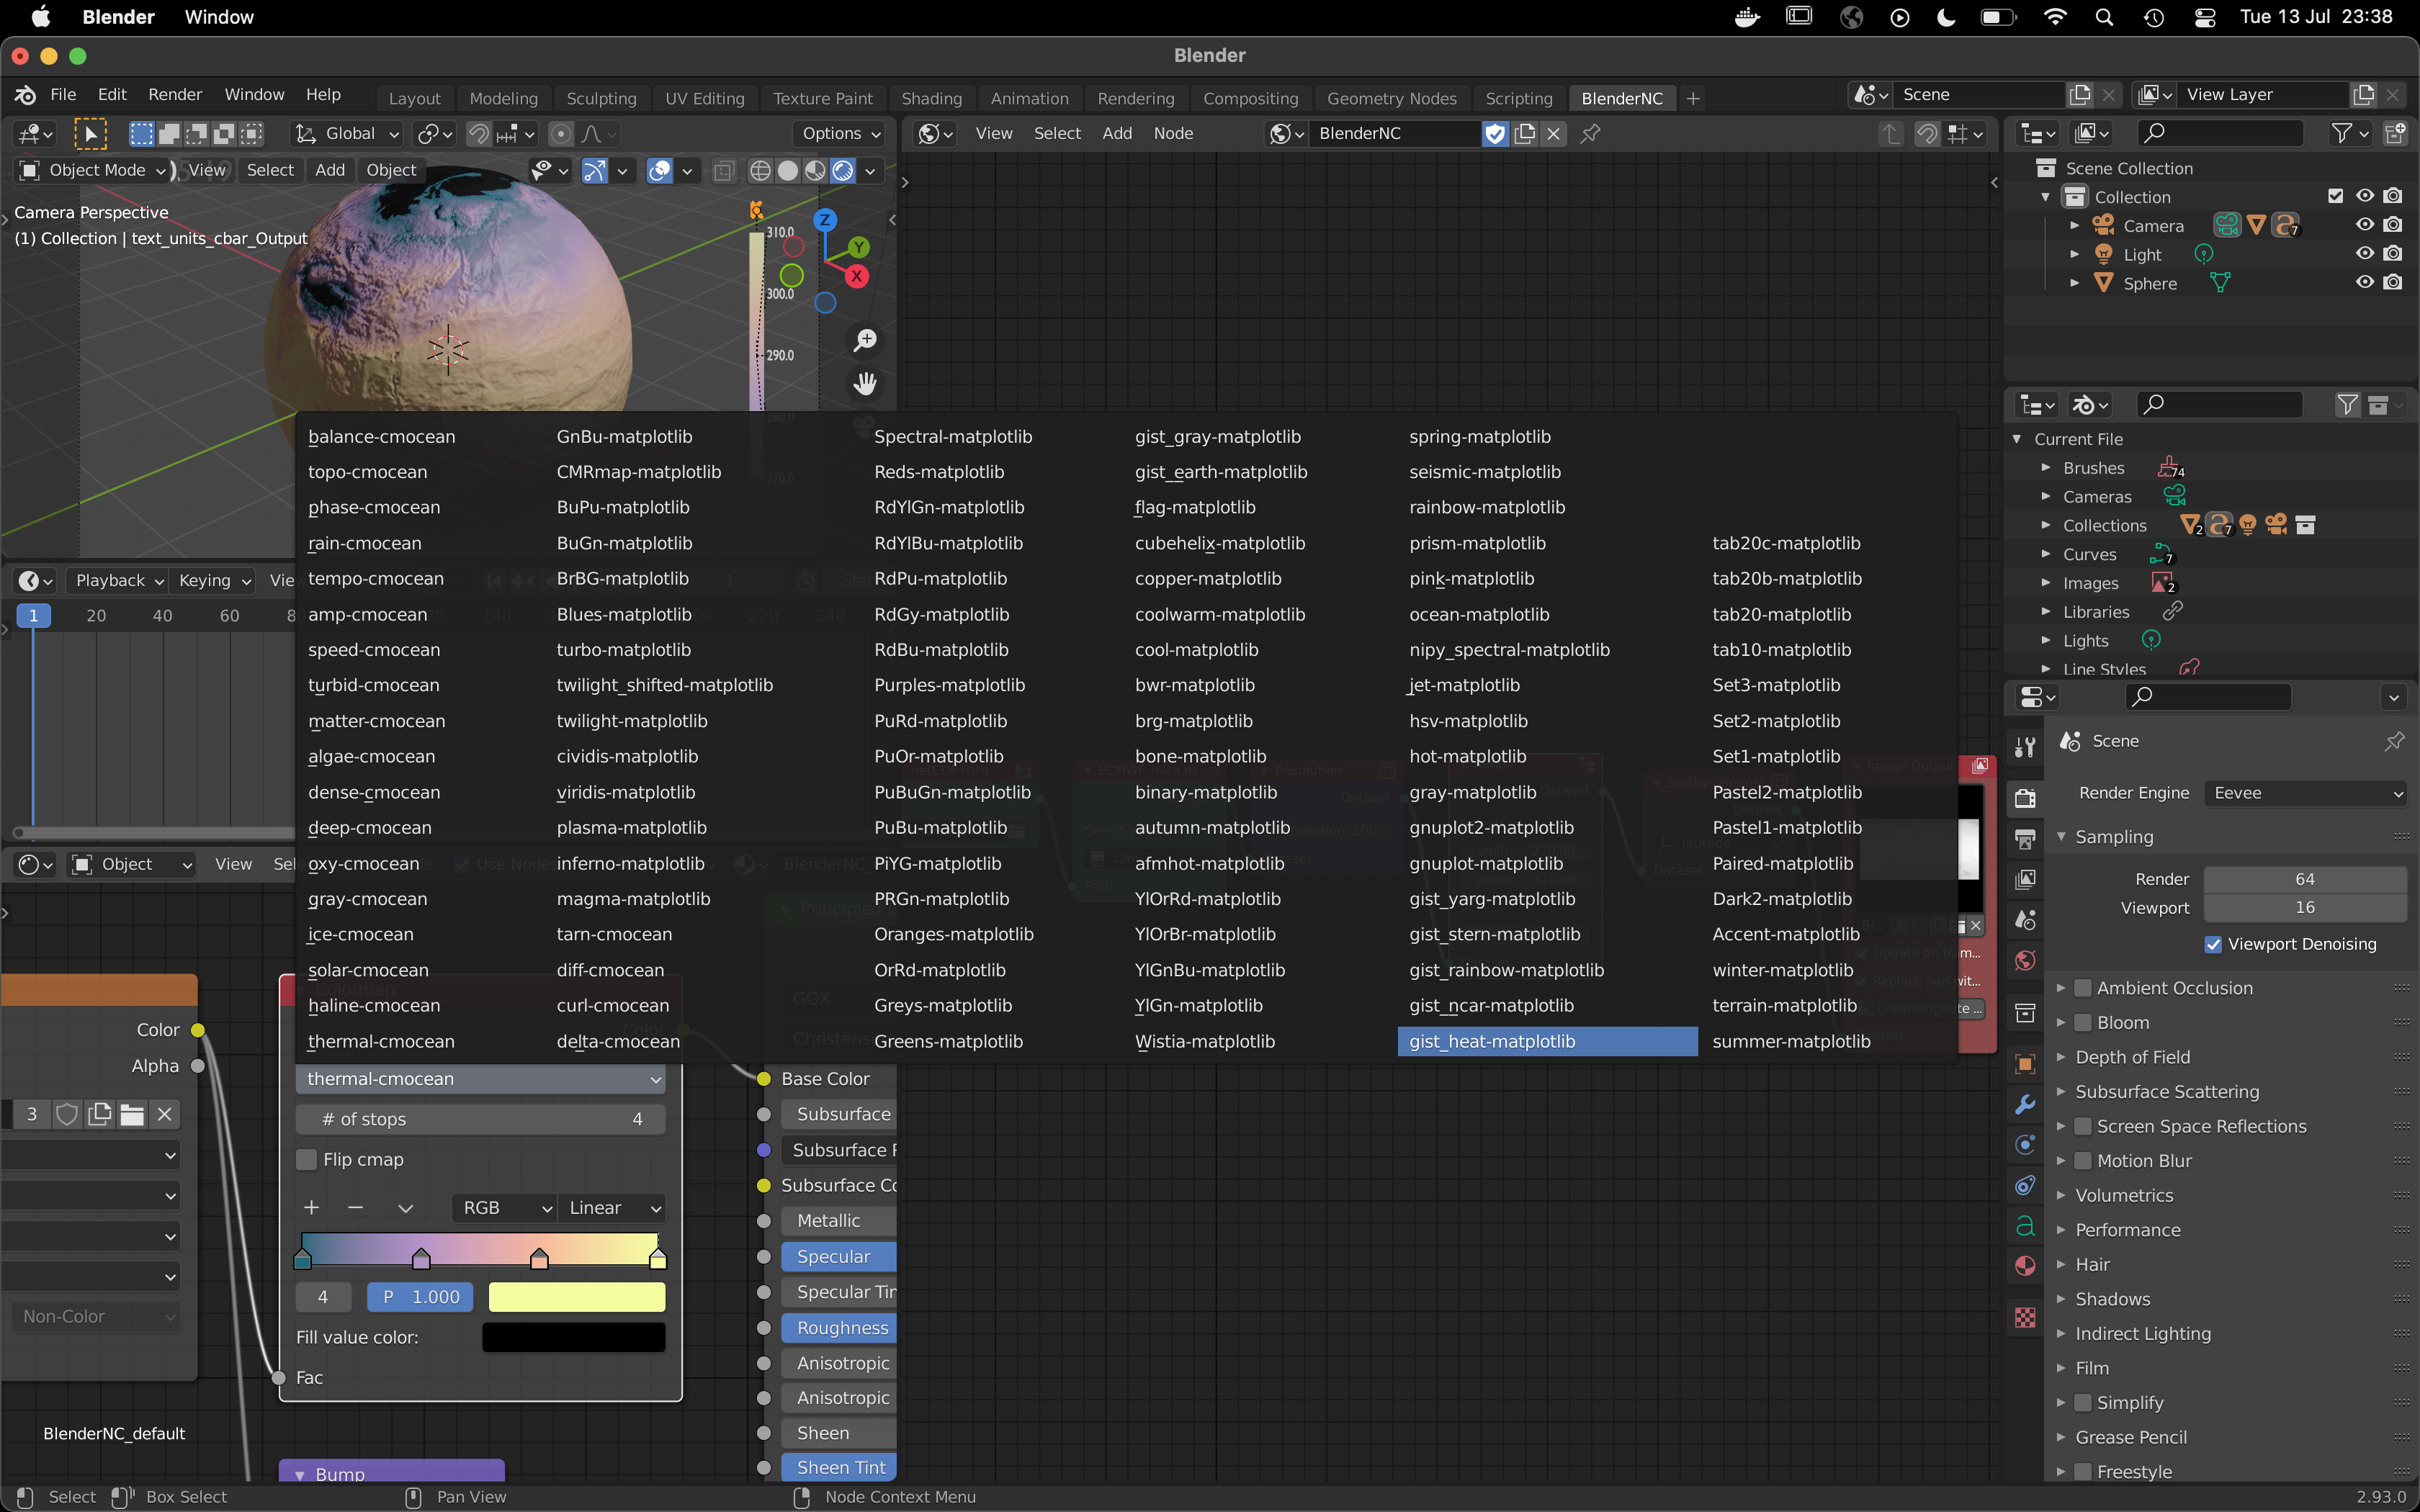 Blender Window Tue 13 Jul 23:38
Blender
File Edit Render Window Help Layout Modeling Sculpting UV Editing Texture Paint Shading Animation Rendering Compositing Geometry Nodes Scripting BlenderNC Scene View Layer
Global Options View Select Add Node BlenderNC
Object Mode View Select Add Object
Camera Perspective
(1) Collection | text_units_cbar_Output
Z
Y
X
310.0
300.0
290.0
280.0
270.0
Scene Collection
Collection
Camera 7
Light
Sphere
Current File
Brushes 74
Cameras
Collections 2 7
Curves 7
Images 2
Libraries
Lights
Line Styles
balance-cmocean
topo-cmocean
phase-cmocean
rain-cmocean
tempo-cmocean
amp-cmocean
speed-cmocean
turbid-cmocean
matter-cmocean
algae-cmocean
dense-cmocean
deep-cmocean
oxy-cmocean
gray-cmocean
ice-cmocean
solar-cmocean
haline-cmocean
thermal-cmocean
GnBu-matplotlib
CMRmap-matplotlib
BuPu-matplotlib
BuGn-matplotlib
BrBG-matplotlib
Blues-matplotlib
turbo-matplotlib
twilight_shifted-matplotlib
twilight-matplotlib
cividis-matplotlib
viridis-matplotlib
plasma-matplotlib
inferno-matplotlib
magma-matplotlib
tarn-cmocean
diff-cmocean
curl-cmocean
delta-cmocean
Spectral-matplotlib
Reds-matplotlib
RdYlGn-matplotlib
RdYlBu-matplotlib
RdPu-matplotlib
RdGy-matplotlib
RdBu-matplotlib
Purples-matplotlib
PuRd-matplotlib
PuOr-matplotlib
PuBuGn-matplotlib
PuBu-matplotlib
PiYG-matplotlib
PRGn-matplotlib
Oranges-matplotlib
OrRd-matplotlib
Greys-matplotlib
Greens-matplotlib
gist_gray-matplotlib
gist_earth-matplotlib
flag-matplotlib
cubehelix-matplotlib
copper-matplotlib
coolwarm-matplotlib
cool-matplotlib
bwr-matplotlib
brg-matplotlib
bone-matplotlib
binary-matplotlib
autumn-matplotlib
afmhot-matplotlib
YlOrRd-matplotlib
YlOrBr-matplotlib
YlGnBu-matplotlib
YlGn-matplotlib
Wistia-matplotlib
spring-matplotlib
seismic-matplotlib
rainbow-matplotlib
prism-matplotlib
pink-matplotlib
ocean-matplotlib
nipy_spectral-matplotlib
jet-matplotlib
hsv-matplotlib
hot-matplotlib
gray-matplotlib
gnuplot2-matplotlib
gnuplot-matplotlib
gist_yarg-matplotlib
gist_stern-matplotlib
gist_rainbow-matplotlib
gist_ncar-matplotlib
gist_heat-matplotlib
tab20c-matplotlib
tab20b-matplotlib
tab20-matplotlib
tab10-matplotlib
Set3-matplotlib
Set2-matplotlib
Set1-matplotlib
Pastel2-matplotlib
Pastel1-matplotlib
Paired-matplotlib
Dark2-matplotlib
Accent-matplotlib
winter-matplotlib
terrain-matplotlib
summer-matplotlib
Playback Keying
1 20 40 60
Object View
Color
Alpha
3
Non-Color
BlenderNC_default
thermal-cmocean
# of stops 4
Flip cmap
RGB Linear
4 P 1.000
Fill value color:
Fac
Bump
Base Color
Subsurface
Subsurface
Subsurface
Metallic
Specular
Specular
Roughness
Anisotropic
Anisotropic
Sheen
Sheen Tint
Scene
Render Engine Eevee
Sampling
Render 64
Viewport 16
Viewport Denoising
Ambient Occlusion
Bloom
Depth of Field
Subsurface Scattering
Screen Space Reflections
Motion Blur
Volumetrics
Performance
Hair
Shadows
Indirect Lighting
Film
Simplify
Grease Pencil
Freestyle
Select Box Select Pan View Node Context Menu 2.93.0